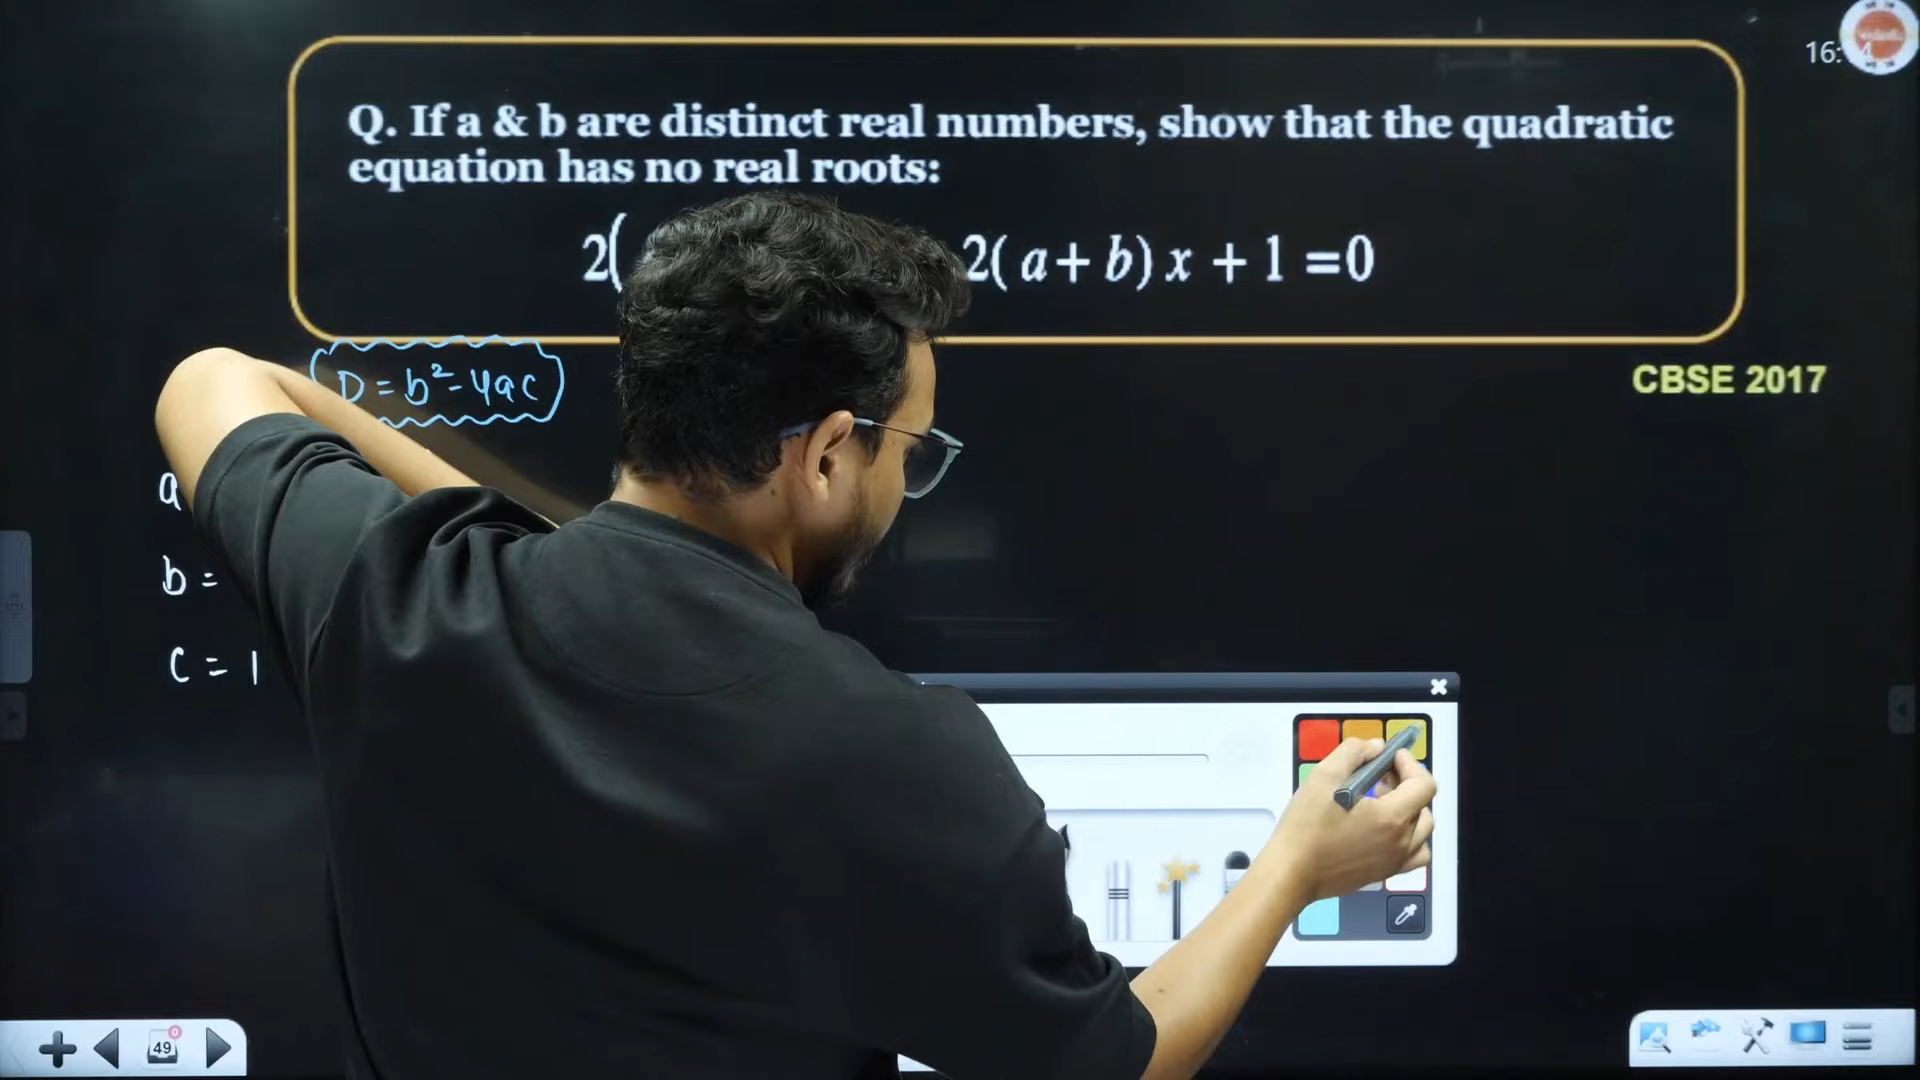 16:
Q. If a & b are distinct real numbers, show that the quadratic
equation has no real roots:
2( 2( a + b) x + 1 =0
D = b² - 4ac
CBSE 2017
a
b =
c = 1
49
0